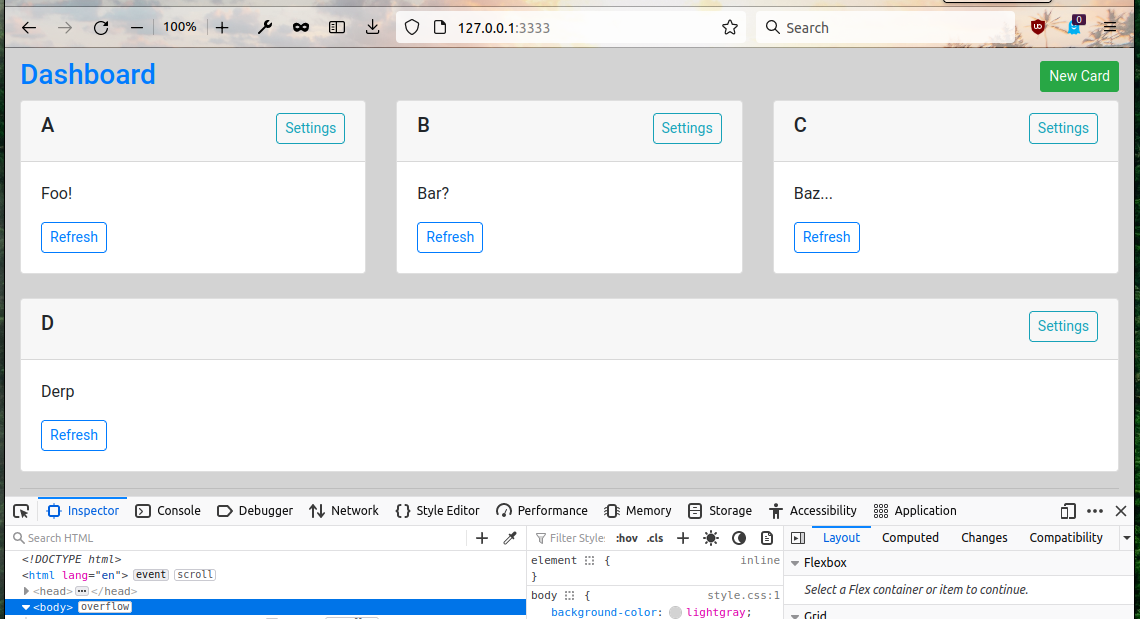 100%
127.0.0.1:3333
Search
0
Dashboard
New Card
A
Settings
B
Settings
C
Settings
Foo!
Bar?
Baz...
Refresh
Refresh
Refresh
D
Settings
Derp
Refresh
Inspector
Console
Debugger
Network
{} Style Editor
Performance
Memory
Storage
Accessibility
Application
Search HTML
Filter Styles
:hov
.cls
Layout
Computed
Changes
Compatibility
<!DOCTYPE html>
<html lang="en"> event scroll
<head> ••• </head>
<body> overflow
element { inline
}
body { style.css:1
background-color: lightgray;
Flexbox
Select a Flex container or item to continue.
Grid